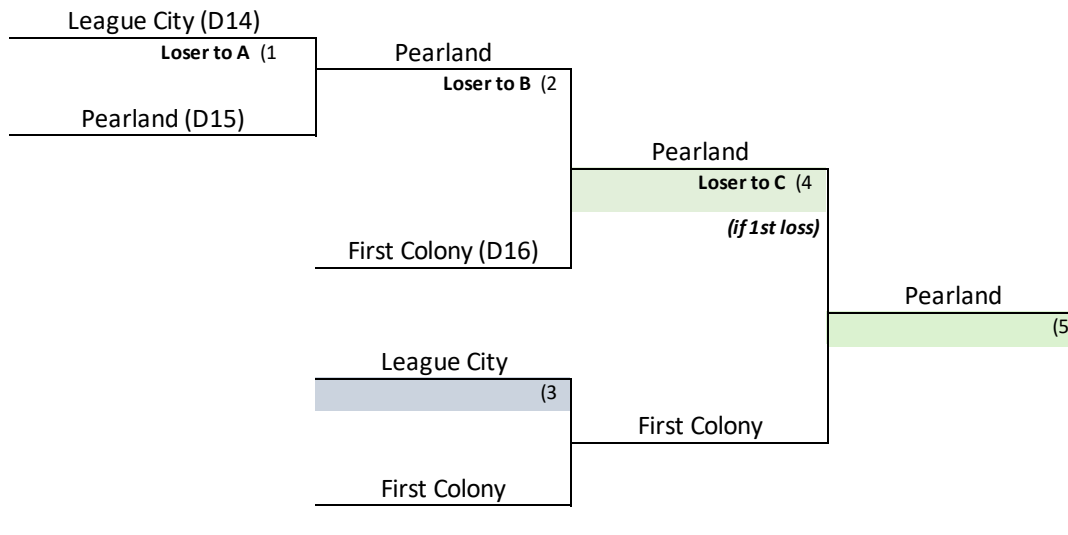 League City (D14)
Loser to A (1
Pearland
Loser to B (2
Pearland (D15)
Pearland
Loser to C (4
(if 1st loss)
First Colony (D16)
Pearland
(5
League City
(3
First Colony
First Colony